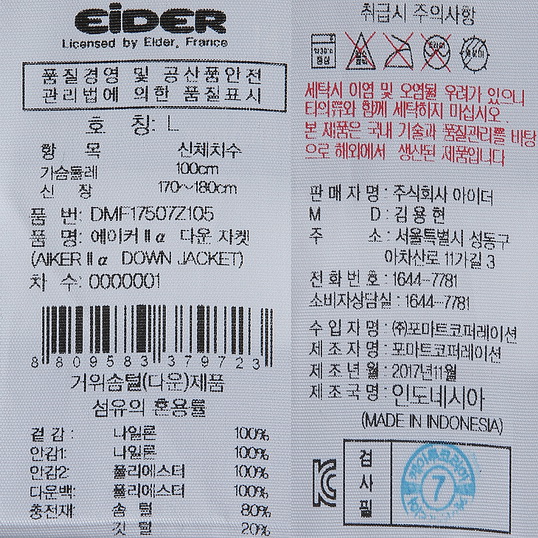 EiDER
Licensed by Eider, France
품질경영 및 공산품안전
관리법에 의한 품질표시
호 칭: L
항 목 신체치수
가슴둘레 100cm
신 장 170~180cm
품 번: DMF17507Z105
품 명: 에이커Ⅱα 다운 자켓
(AIKERⅡα DOWN JACKET)
차 수: 0000001
8 809583 379723
거위솜털(다운)제품
섬유의 혼용률
겉감: 나일론 100%
안감1: 나일론 100%
안감2: 폴리에스터 100%
다운백: 폴리에스터 100%
충전재: 솜 털 80%
깃 털 20%
취급시 주의사항
세탁시 이염 및 오염될 우려가 있으니
타의류와 함께 세탁하지 마십시오.
본 제품은 국내 기술과 품질관리를 바탕
으로 해외에서 생산된 제품입니다
판매자명: 주식회사 아이더
M D: 김용현
주 소: 서울특별시 성동구
아차산로 11가길 3
전화번호: 1644-7781
소비자상담실: 1644-7781
수입자명: (주)포마트코퍼레이션
제조자명: 포마트코퍼레이션
제조년월: 2017년11월
제조국명: 인도네시아
(MADE IN INDONESIA)
검
사
필
7